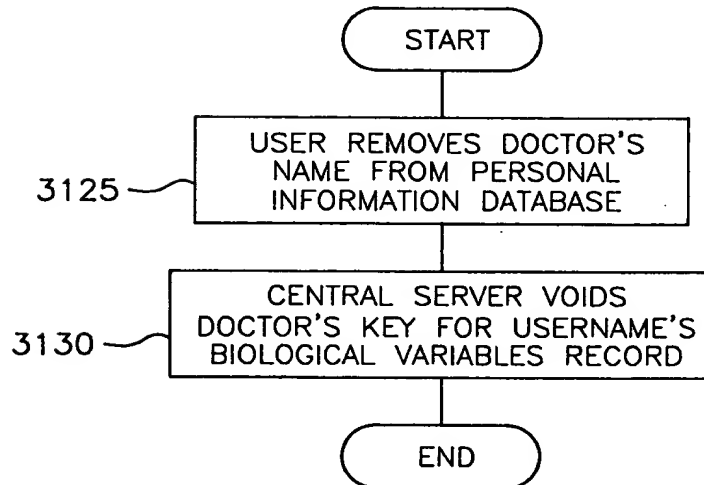 START
USER REMOVES DOCTOR'S
NAME FROM PERSONAL
INFORMATION DATABASE
3125
CENTRAL SERVER VOIDS
DOCTOR'S KEY FOR USERNAME'S
BIOLOGICAL VARIABLES RECORD
3130
END